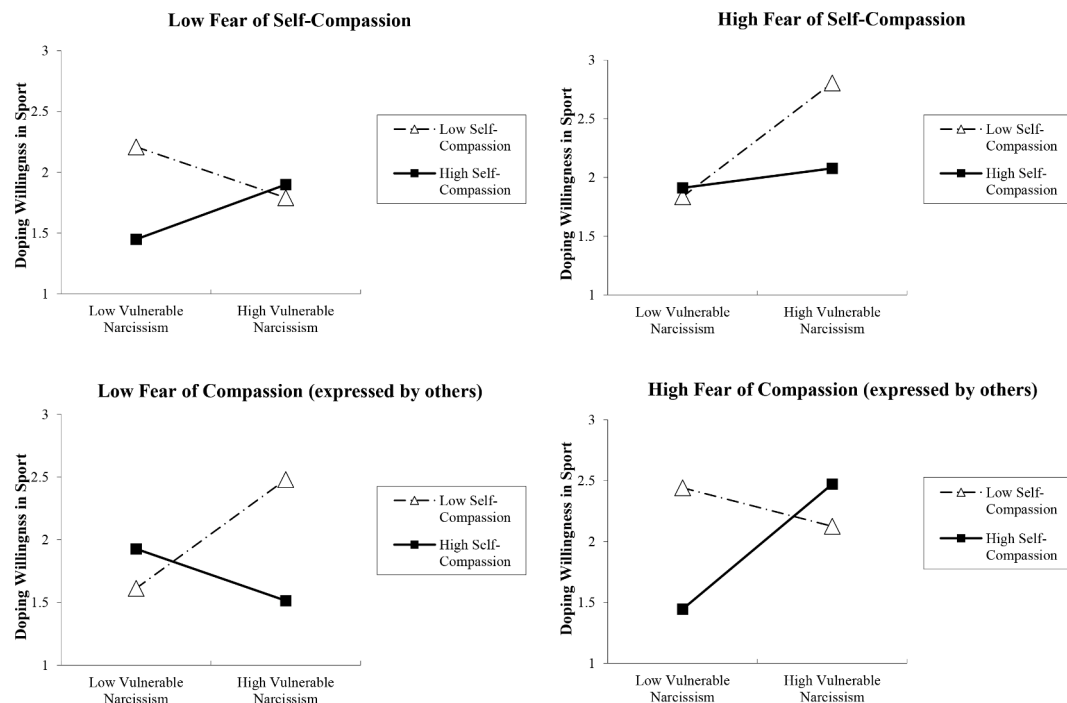 Low Fear of Self-Compassion
Doping Willingnss in Sport
3
2.5
2
1.5
1
Low Vulnerable
Narcissism
High Vulnerable
Narcissism
Low Self-
Compassion
High Self-
Compassion
High Fear of Self-Compassion
Doping Willingness in Sport
3
2.5
2
1.5
1
Low Vulnerable
Narcissism
High Vulnerable
Narcissism
Low Self-
Compassion
High Self-
Compassion
Low Fear of Compassion (expressed by others)
Doping Willingnss in Sport
3
2.5
2
1.5
1
Low Vulnerable
Narcissism
High Vulnerable
Narcissism
Low Self-
Compassion
High Self-
Compassion
High Fear of Compassion (expressed by others)
Doping Willingness in Sport
3
2.5
2
1.5
1
Low Vulnerable
Narcissism
High Vulnerable
Narcissism
Low Self-
Compassion
High Self-
Compassion